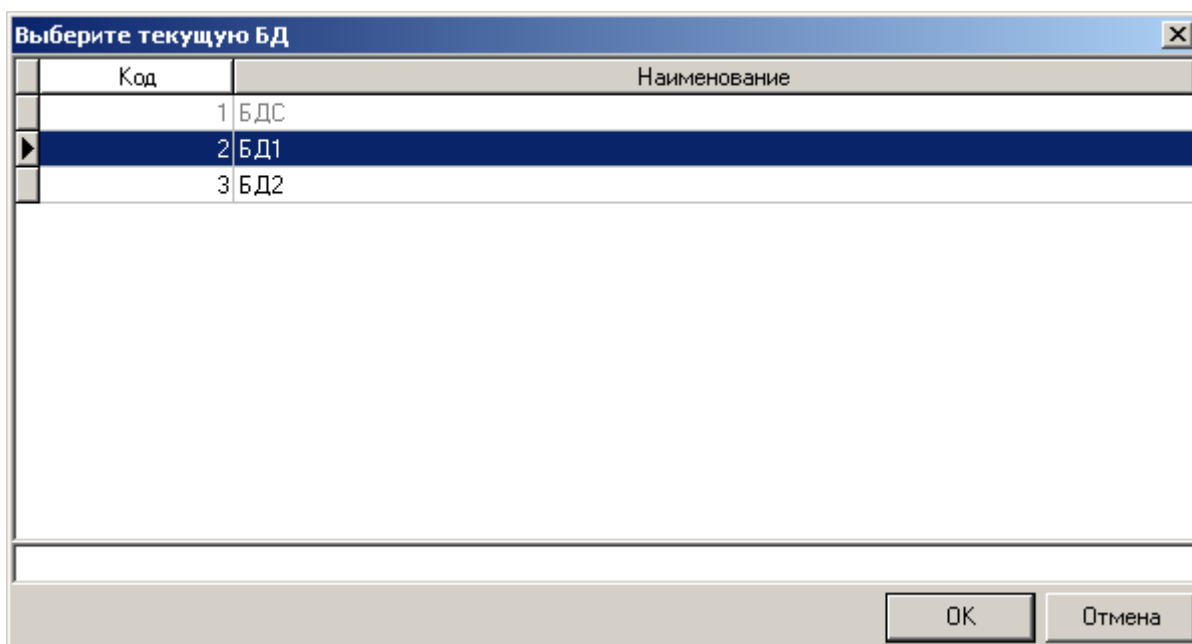 Выберите текущую БД
Код Наименование
1 БДС
2 БД1
3 БД2
OK Отмена